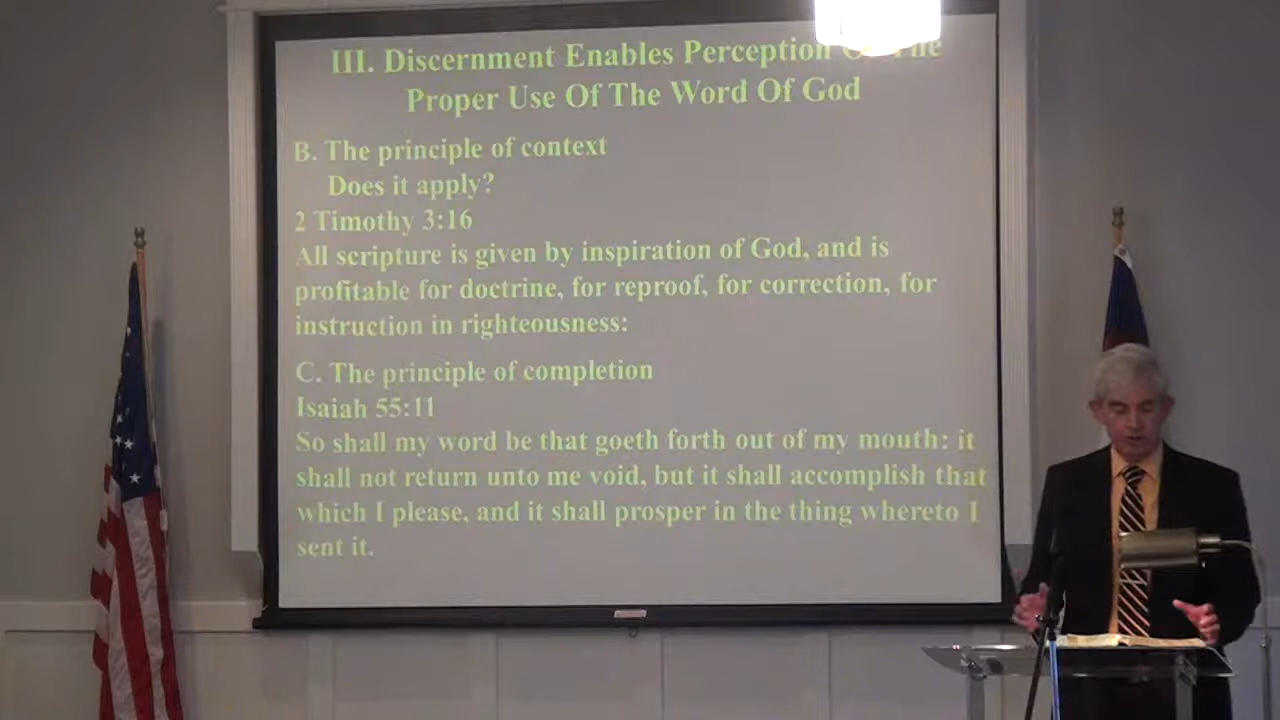 III. Discernment Enables Perception Of The
Proper Use Of The Word Of God
B. The principle of context
Does it apply?
2 Timothy 3:16
All scripture is given by inspiration of God, and is
profitable for doctrine, for reproof, for correction, for
instruction in righteousness:
C. The principle of completion
Isaiah 55:11
So shall my word be that goeth forth out of my mouth: it
shall not return unto me void, but it shall accomplish that
which I please, and it shall prosper in the thing whereto I
sent it.